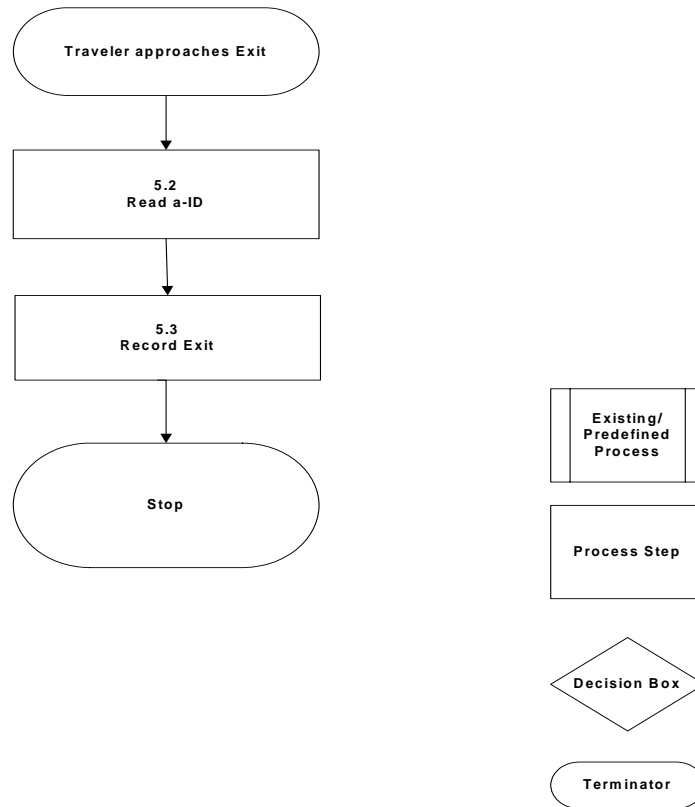 Traveler approaches Exit
5.2
Read a-ID
5.3
Record Exit
Stop
Existing/
Predefined
Process
Process Step
Decision Box
Terminator